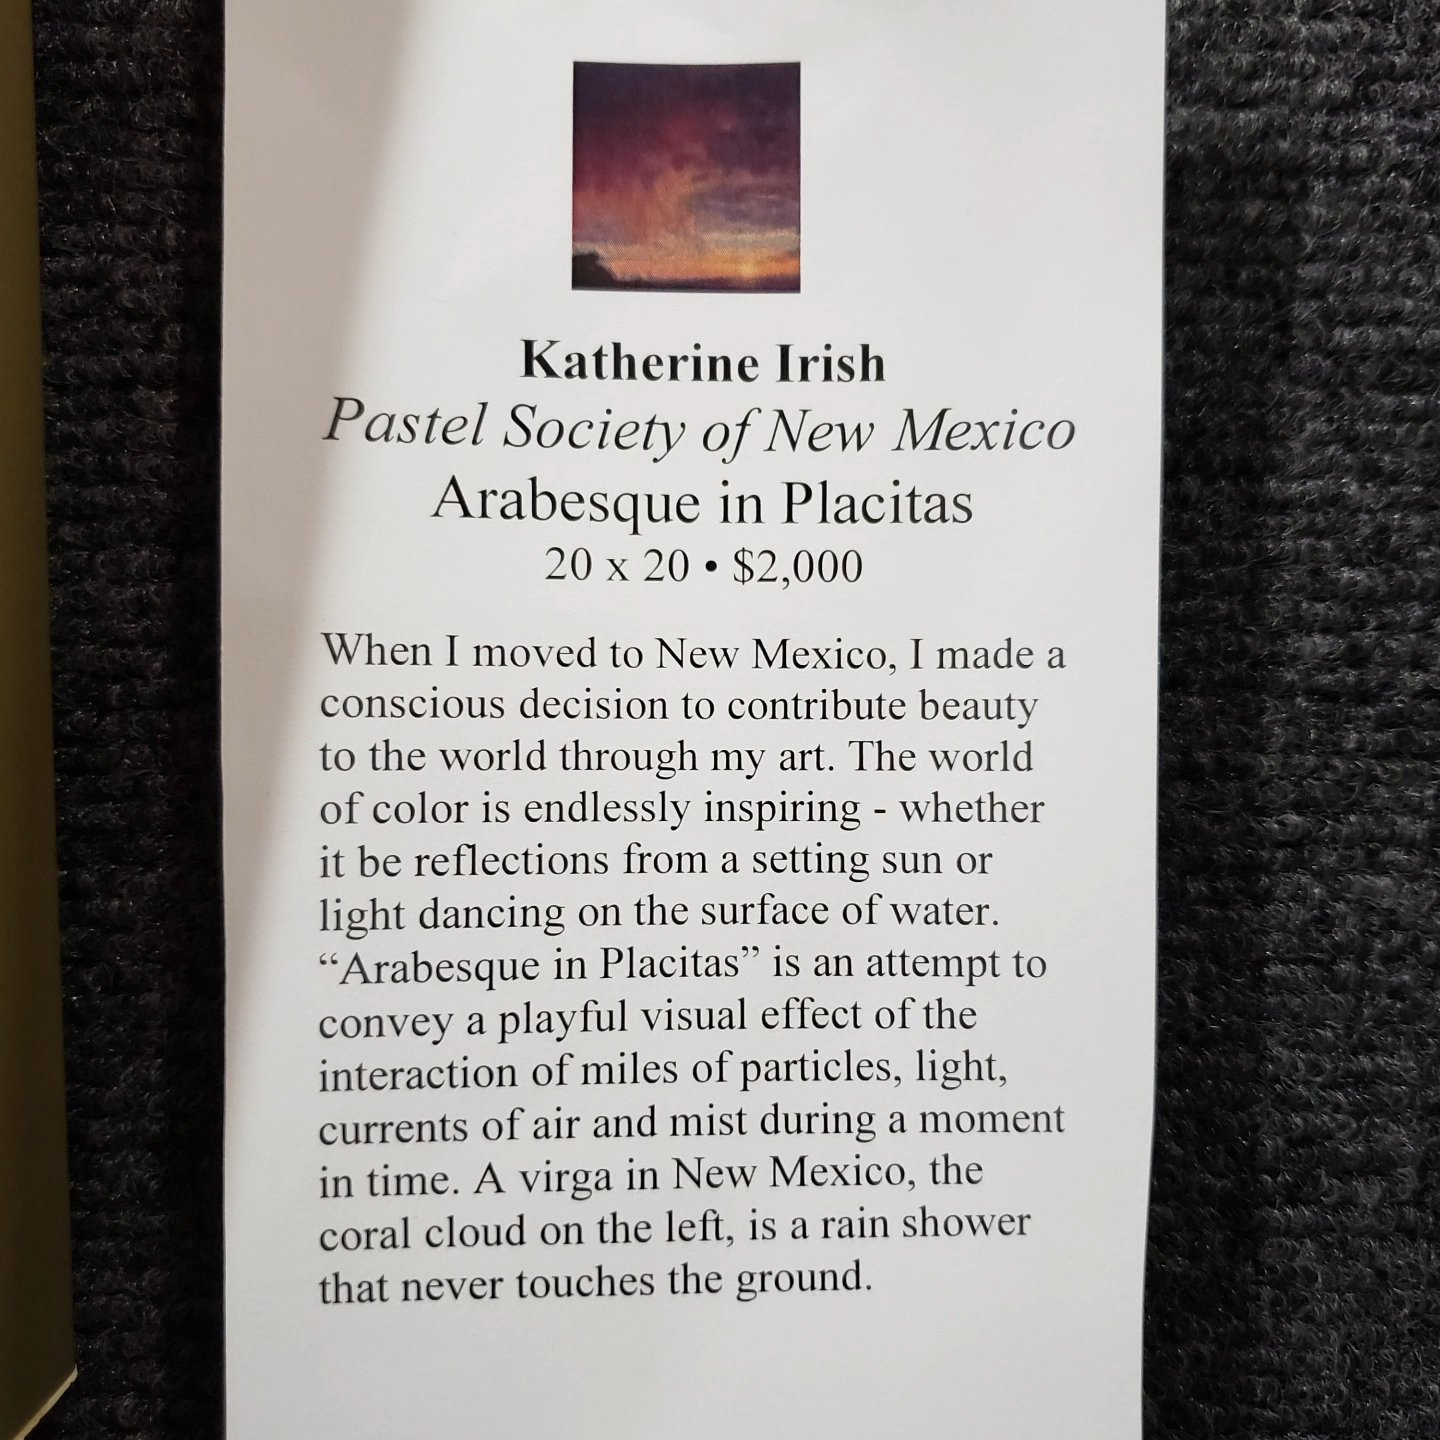 Katherine Irish
Pastel Society of New Mexico
Arabesque in Placitas
20 x 20 • $2,000
When I moved to New Mexico, I made a
conscious decision to contribute beauty
to the world through my art. The world
of color is endlessly inspiring - whether
it be reflections from a setting sun or
light dancing on the surface of water.
“Arabesque in Placitas” is an attempt to
convey a playful visual effect of the
interaction of miles of particles, light,
currents of air and mist during a moment
in time. A virga in New Mexico, the
coral cloud on the left, is a rain shower
that never touches the ground.